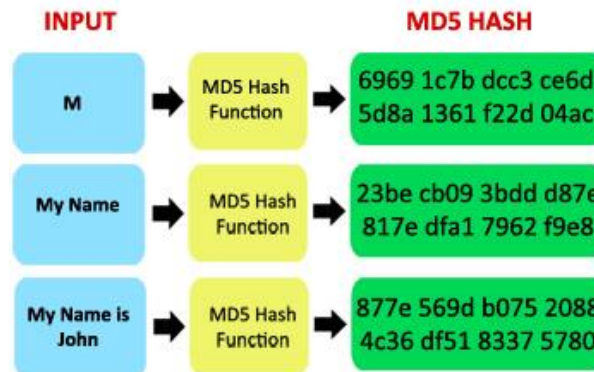 INPUT MD5 HASH
M
MD5 Hash
Function
6969 1c7b dcc3 ce6d
5d8a 1361 f22d 04ac
My Name
MD5 Hash
Function
23be cb09 3bdd d87e
817e dfa1 7962 f9e8
My Name is
John
MD5 Hash
Function
877e 569d b075 2088
4c36 df51 8337 5780